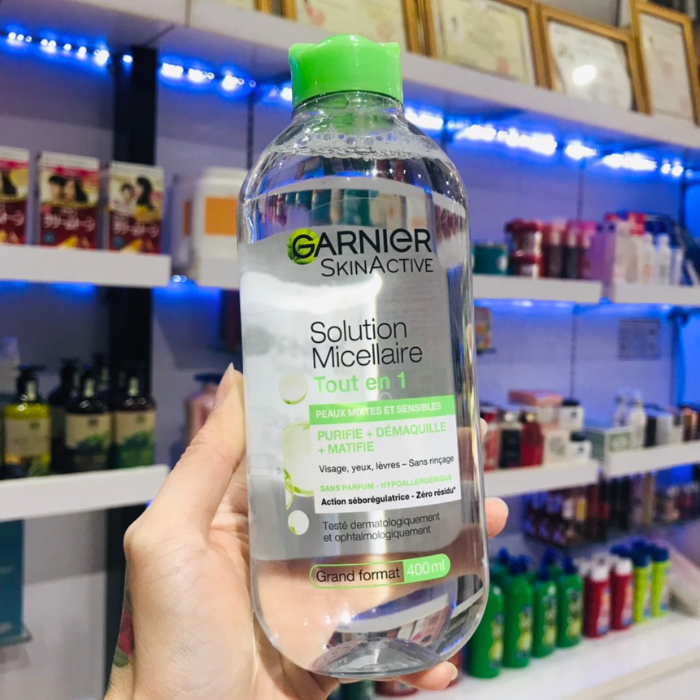 GARNIER
SKINACTIVE
Solution
Micellaire
Tout en 1
PEAUX MIXTES ET SENSIBLES
PURIFIE + DÉMAQUILLE
+ MATIFIE
Visage, yeux, lèvres – Sans rinçage
SANS PARFUM - HYPOALLERGÉNIQUE
Action séborégulatrice - Zéro résidu*
Testé dermatologiquement
et ophtalmologiquement
Grand format 400ml